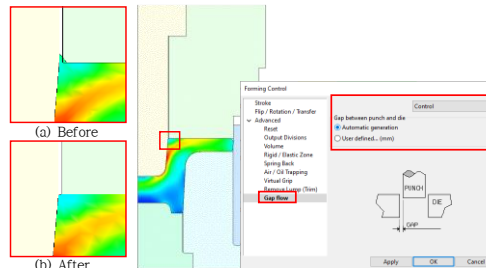 (a) Before
(b) After
Forming Control
Stroke
Flip / Rotation / Transfer
Advanced
Reset
Output Divisions
Volume
Rigid / Elastic Zone
Spring Back
Air / Oil Trapping
Virtual Grip
Remove Lump (Trim)
Gap flow
Control
Gap between punch and die
Automatic generation
User defined... (mm)
PUNCH
DIE
GAP
Apply
OK
Cancel